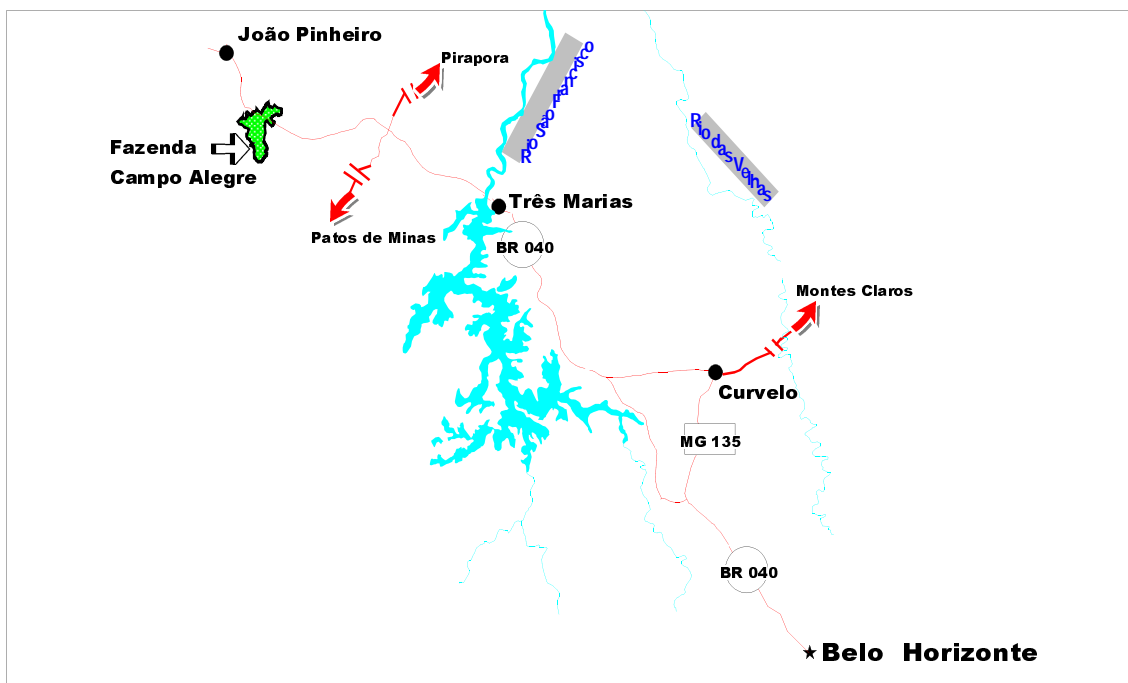 João Pinheiro
Pirapora
Rio São Francisco
Rio das Velhas
Fazenda
Campo Alegre
Três Marias
Patos de Minas
BR 040
Montes Claros
Curvelo
MG 135
BR 040
Belo Horizonte